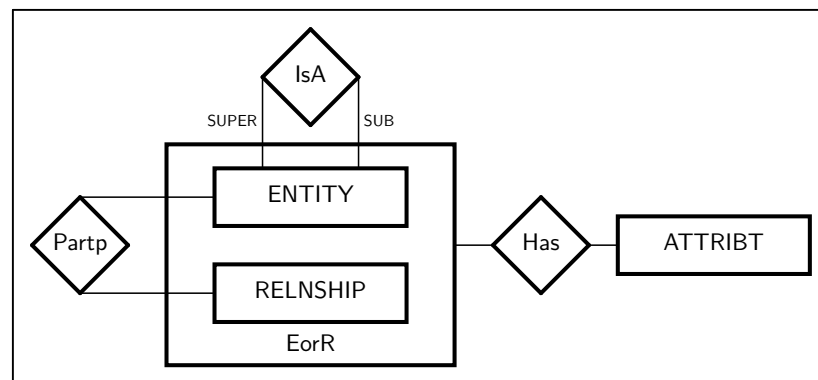 IsA
SUPER SUB
ENTITY
Partp Has ATTRIBT
RELNSHIP
EorR